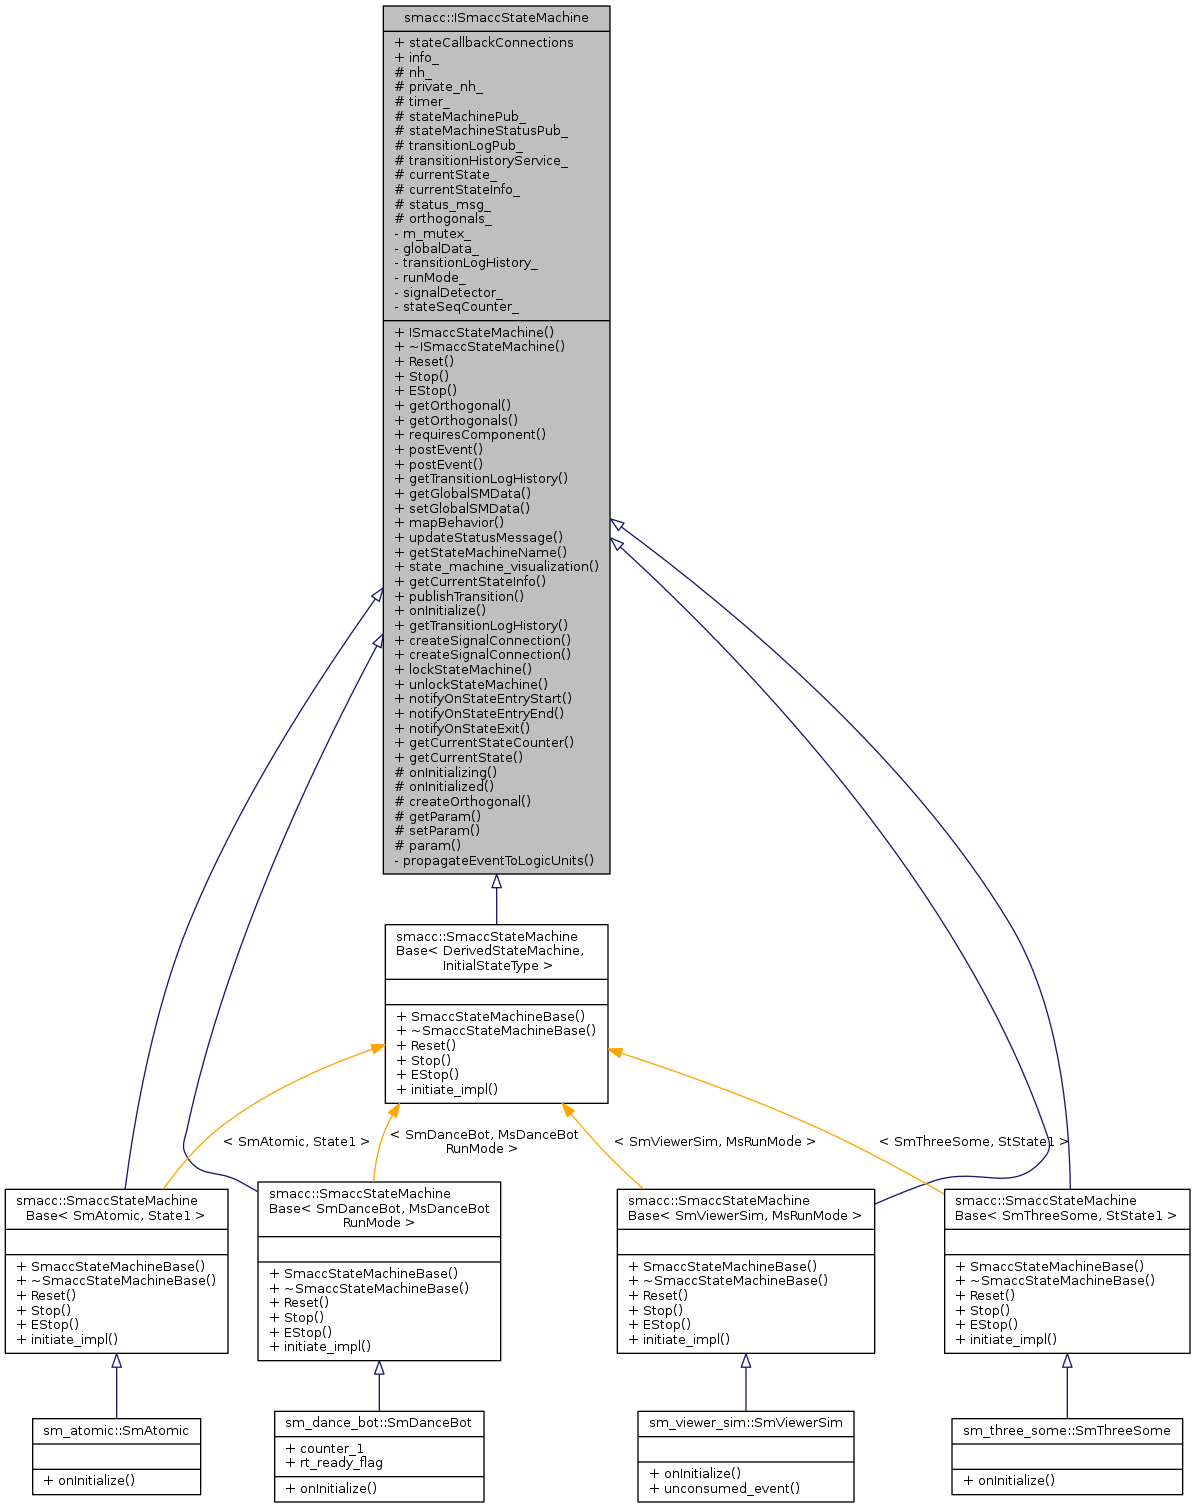 smacc::ISmaccStateMachine
+ stateCallbackConnections
+ info_
# nh_
# private_nh_
# timer_
# stateMachinePub_
# stateMachineStatusPub_
# transitionLogPub_
# transitionHistoryService_
# currentState_
# currentStateInfo_
# status_msg_
# orthogonals_
- m_mutex_
- globalData_
- transitionLogHistory_
- runMode_
- signalDetector_
- stateSeqCounter_
+ ISmaccStateMachine()
+ ~ISmaccStateMachine()
+ Reset()
+ Stop()
+ EStop()
+ getOrthogonal()
+ getOrthogonals()
+ requiresComponent()
+ postEvent()
+ postEvent()
+ getTransitionLogHistory()
+ getGlobalSMData()
+ setGlobalSMData()
+ mapBehavior()
+ updateStatusMessage()
+ getStateMachineName()
+ state_machine_visualization()
+ getCurrentStateInfo()
+ publishTransition()
+ onInitialize()
+ getTransitionLogHistory()
+ createSignalConnection()
+ createSignalConnection()
+ lockStateMachine()
+ unlockStateMachine()
+ notifyOnStateEntryStart()
+ notifyOnStateEntryEnd()
+ notifyOnStateExit()
+ getCurrentStateCounter()
+ getCurrentState()
# onInitializing()
# onInitialized()
# createOrthogonal()
# getParam()
# setParam()
# param()
- propagateEventToLogicUnits()
smacc::SmaccStateMachine
Base< DerivedStateMachine,
InitialStateType >
+ SmaccStateMachineBase()
+ ~SmaccStateMachineBase()
+ Reset()
+ Stop()
+ EStop()
+ initiate_impl()
< SmAtomic, State1 >
< SmDanceBot, MsDanceBot
RunMode >
< SmViewerSim, MsRunMode >
< SmThreeSome, StState1 >
smacc::SmaccStateMachine
Base< SmAtomic, State1 >
+ SmaccStateMachineBase()
+ ~SmaccStateMachineBase()
+ Reset()
+ Stop()
+ EStop()
+ initiate_impl()
smacc::SmaccStateMachine
Base< SmDanceBot, MsDanceBot
RunMode >
+ SmaccStateMachineBase()
+ ~SmaccStateMachineBase()
+ Reset()
+ Stop()
+ EStop()
+ initiate_impl()
smacc::SmaccStateMachine
Base< SmViewerSim, MsRunMode >
+ SmaccStateMachineBase()
+ ~SmaccStateMachineBase()
+ Reset()
+ Stop()
+ EStop()
+ initiate_impl()
smacc::SmaccStateMachine
Base< SmThreeSome, StState1 >
+ SmaccStateMachineBase()
+ ~SmaccStateMachineBase()
+ Reset()
+ Stop()
+ EStop()
+ initiate_impl()
sm_atomic::SmAtomic
+ onInitialize()
sm_dance_bot::SmDanceBot
+ counter_1
+ rt_ready_flag
+ onInitialize()
sm_viewer_sim::SmViewerSim
+ onInitialize()
+ unconsumed_event()
sm_three_some::SmThreeSome
+ onInitialize()